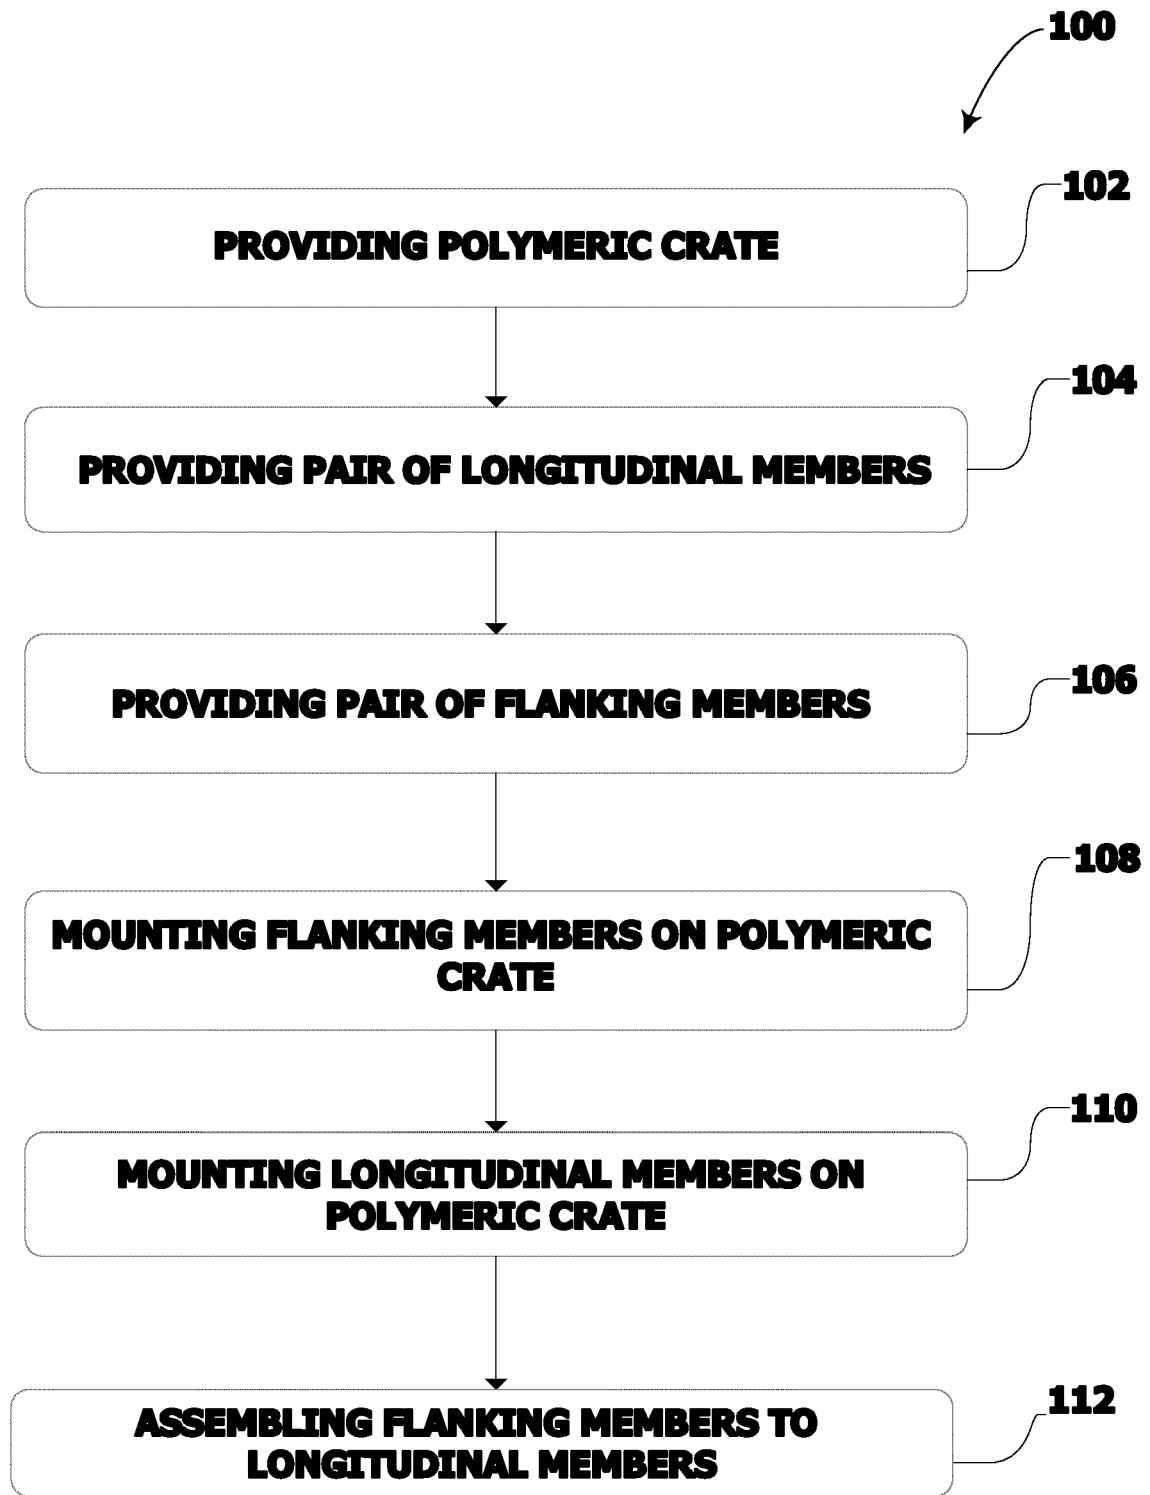 100
102
PROVIDING POLYMERIC CRATE
104
PROVIDING PAIR OF LONGITUDINAL MEMBERS
106
PROVIDING PAIR OF FLANKING MEMBERS
108
MOUNTING FLANKING MEMBERS ON POLYMERIC
CRATE
110
MOUNTING LONGITUDINAL MEMBERS ON
POLYMERIC CRATE
112
ASSEMBLING FLANKING MEMBERS TO
LONGITUDINAL MEMBERS